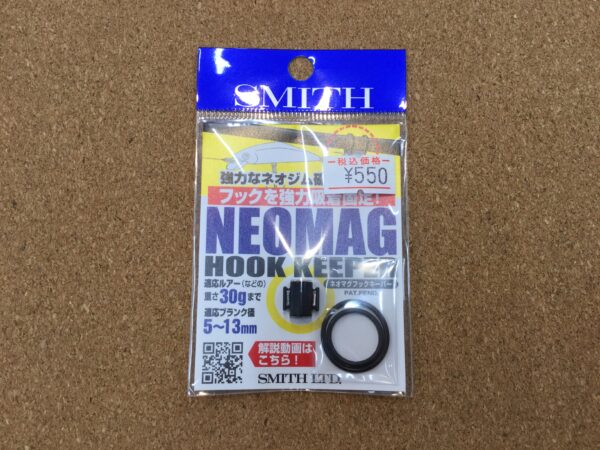 SMITH
税込価格
¥550
強力なネオジム
フックを強力
NEOMAG
HOOK KEEPE
ネオマグフックキーパー
PAT.PEND.
適応ルアー(などの)
重さ30gまで
適応ブランク径
5～13mm
解説動画は
こちら!
SMITH LTD.